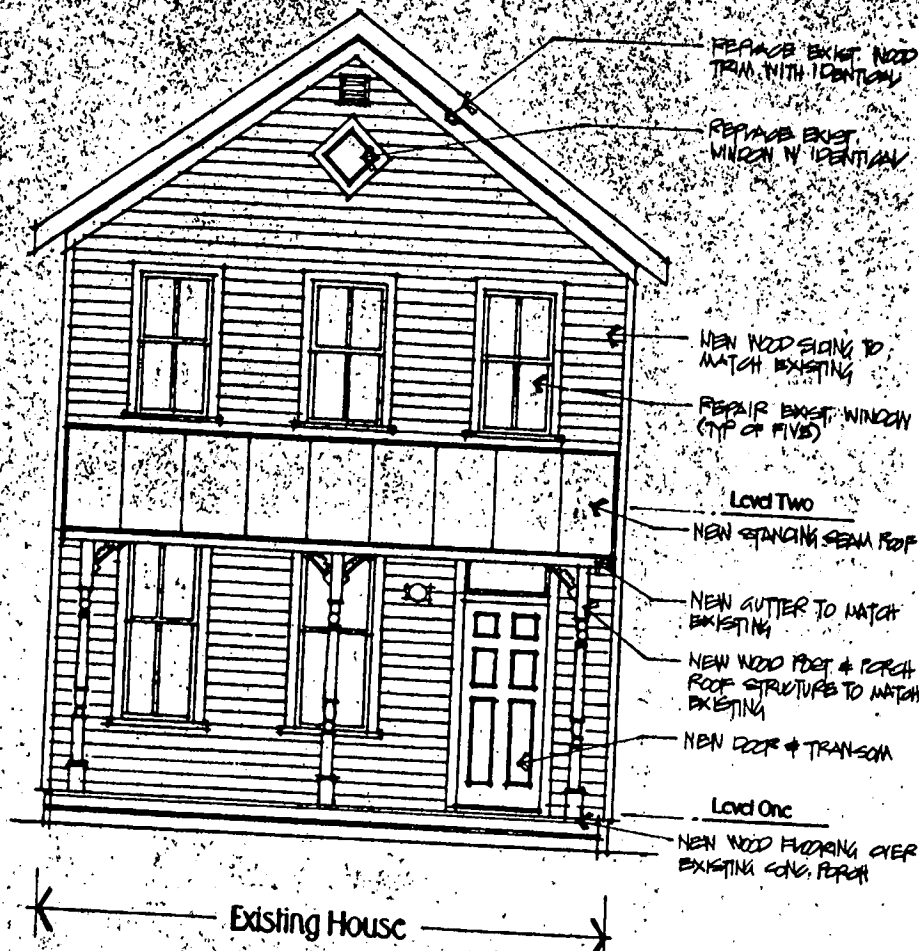 REPLACE EXIST WOOD
TRIM WITH IDENTICAL
REPLACE EXIST.
WINDOW W/ IDENTICAL
NEW WOOD SIDING TO
MATCH EXISTING
REPAIR EXIST. WINDOW
(TYP OF FIVE)
Level Two
NEW STANDING SEAM ROOF
NEW GUTTER TO MATCH
EXISTING
NEW WOOD POST & PORCH
ROOF STRUCTURE TO MATCH
EXISTING
NEW DOOR & TRANSOM
Level One
NEW WOOD FLOORING OVER
EXISTING CONC. PORCH
Existing House